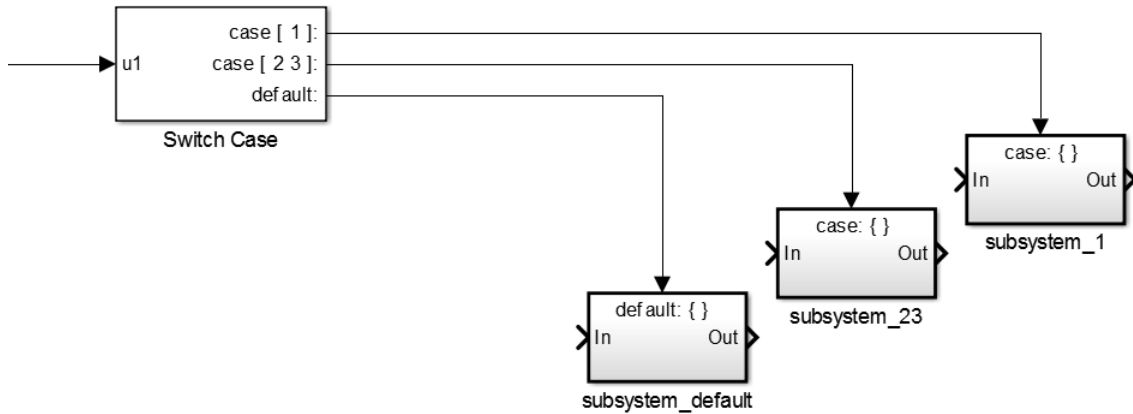 case [ 1 ]:
u1
case [ 2 3 ]:
default:
Switch Case
case: { }
In
Out
subsystem_1
case: { }
In
Out
subsystem_23
default: { }
In
Out
subsystem_default